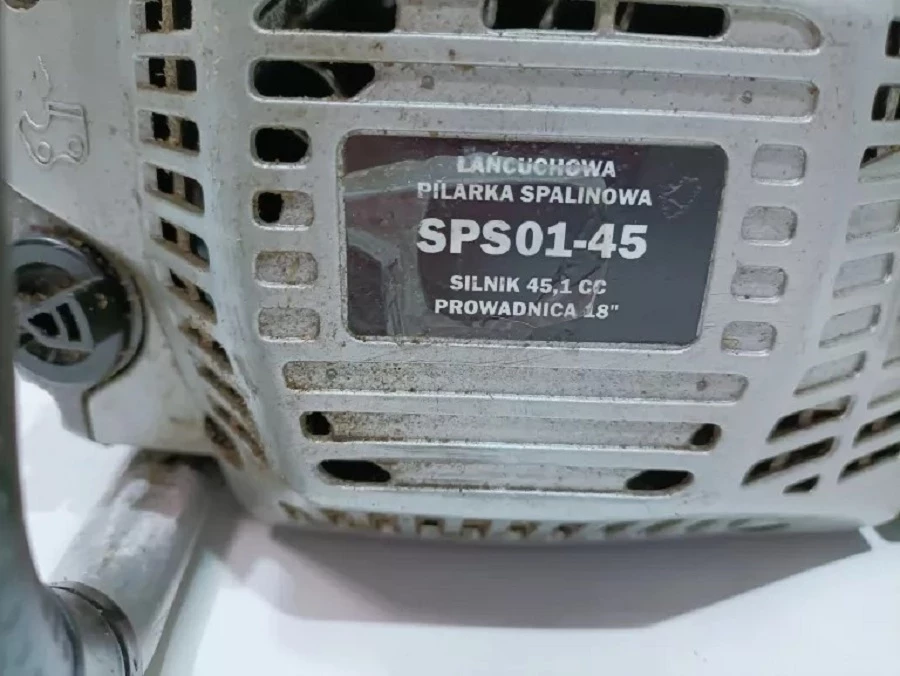 ŁAŃCUCHOWA
PILARKA SPALINOWA
SPS01-45
SILNIK 45,1 CC
PROWADNICA 18"